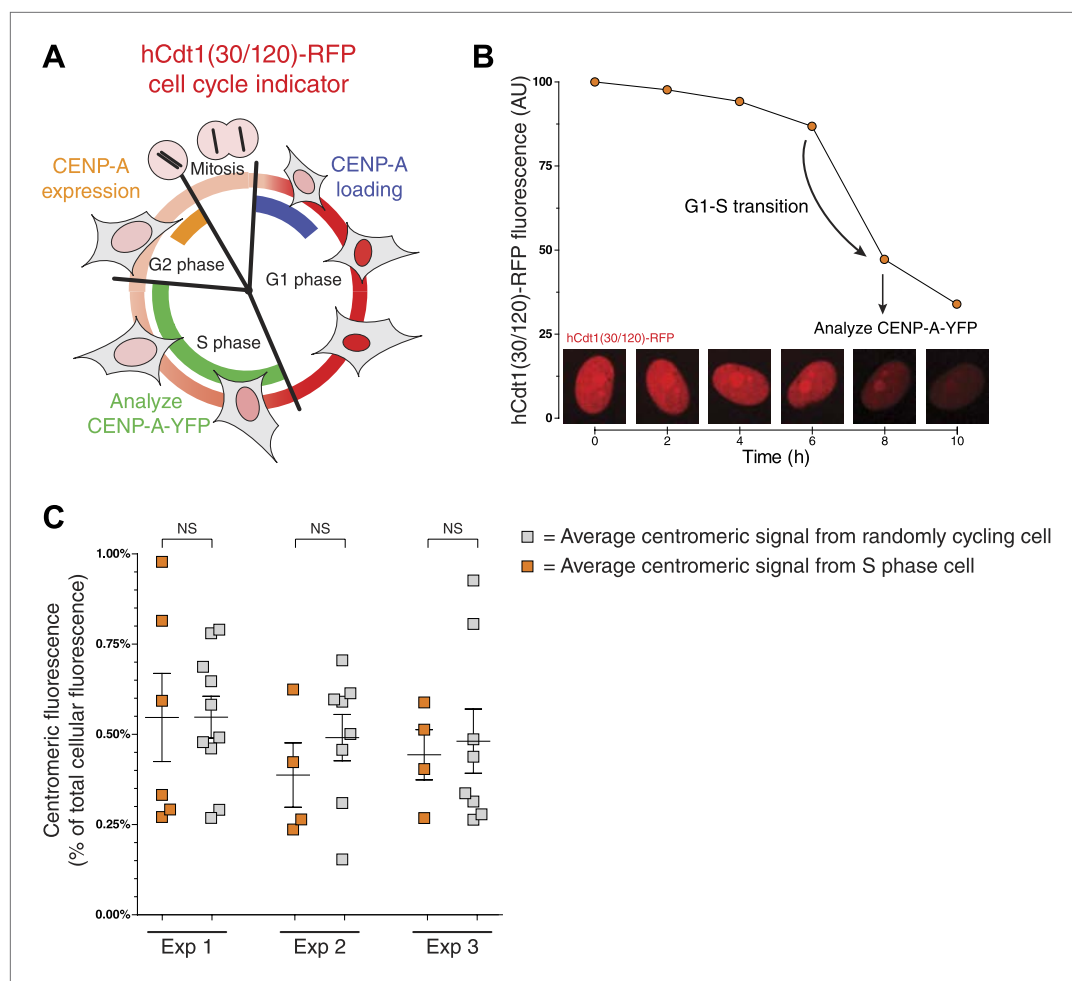 A
hCdt1(30/120)-RFP
cell cycle indicator
CENP-A
expression
Mitosis
CENP-A
loading
G2 phase
G1 phase
S phase
Analyze
CENP-A-YFP
B
hCdt1(30/120)-RFP fluorescence (AU)
100
75
50
25
0
G1-S transition
Analyze CENP-A-YFP
hCdt1(30/120)-RFP
0 2 4 6 8 10
Time (h)
C
NS NS NS
= Average centromeric signal from randomly cycling cell
= Average centromeric signal from S phase cell
Centromeric fluorescence
(% of total cellular fluorescence)
1.00%
0.75%
0.50%
0.25%
0.00%
Exp 1 Exp 2 Exp 3